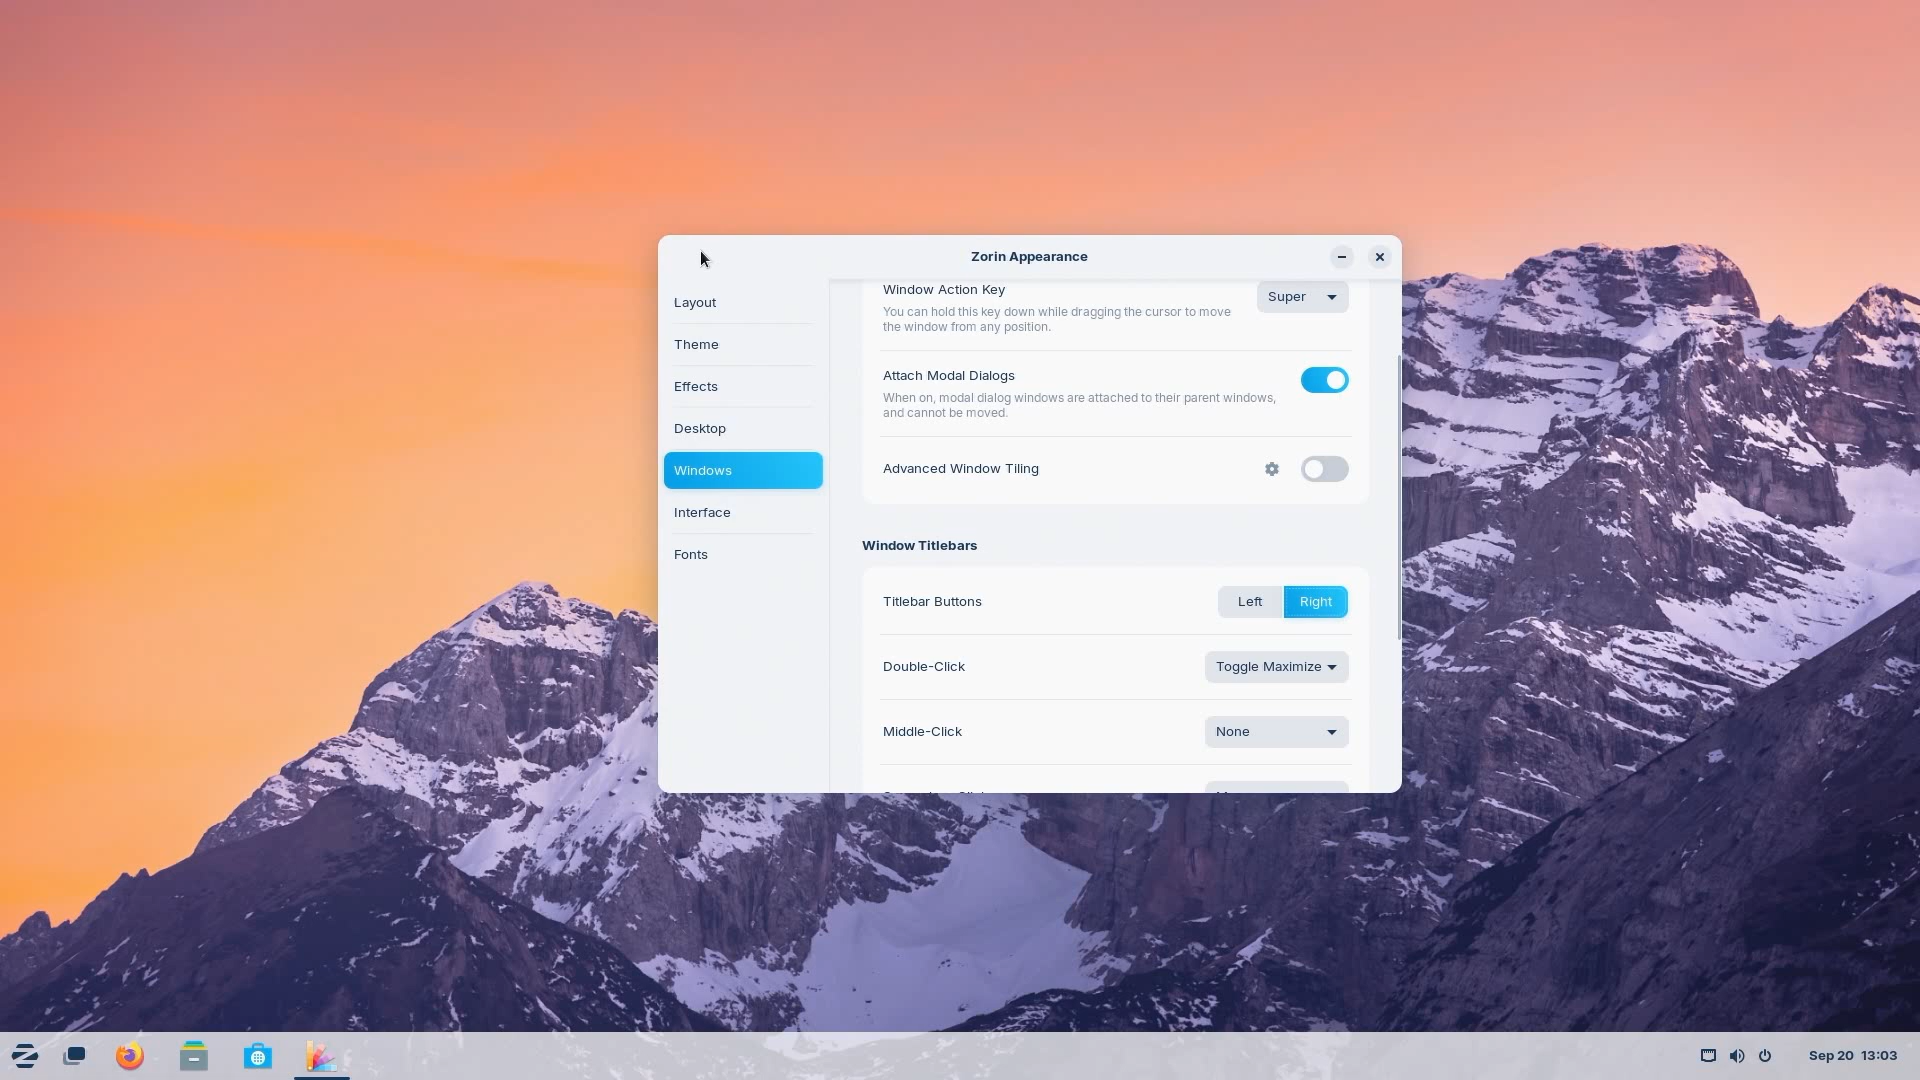 Zorin Appearance
Layout
Theme
Effects
Desktop
Windows
Interface
Fonts
Window Action Key
You can hold this key down while dragging the cursor to move
the window from any position.
Super
Attach Modal Dialogs
When on, modal dialog windows are attached to their parent windows,
and cannot be moved.
Advanced Window Tiling
Window Titlebars
Titlebar Buttons
Left
Right
Double-Click
Toggle Maximize
Middle-Click
None
Sep 20 13:03